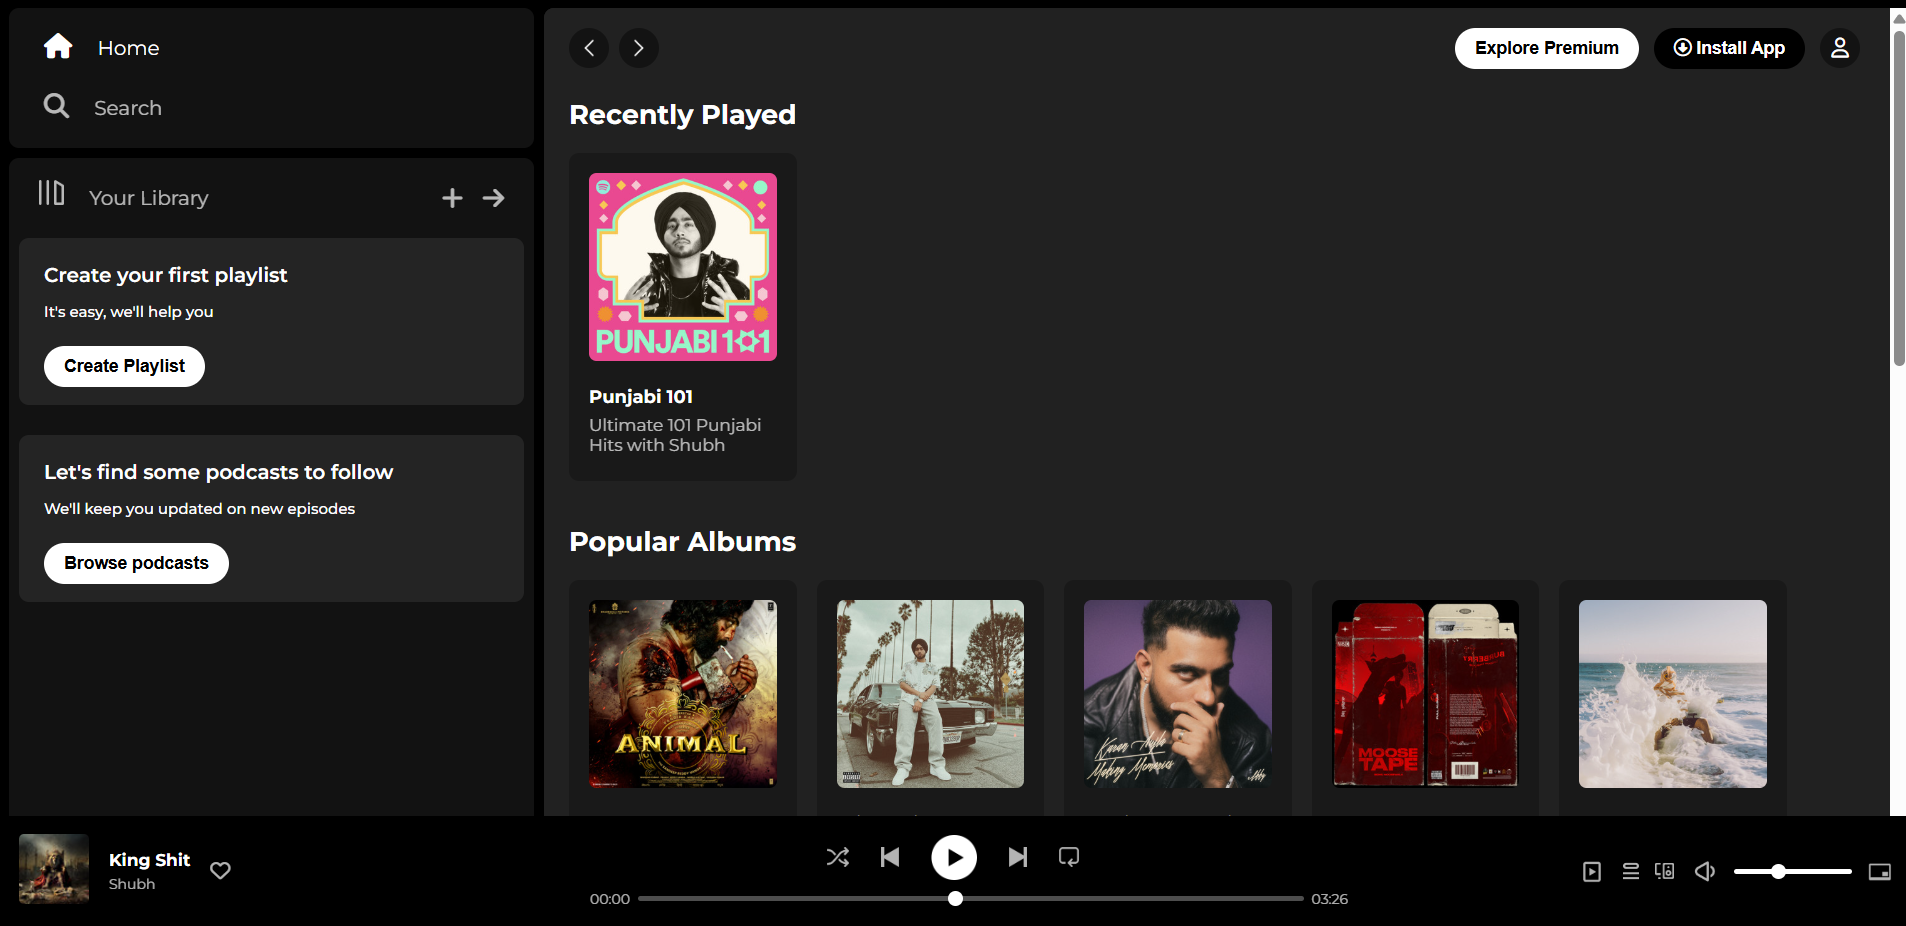 Home
Search
Your Library
Create your first playlist
It's easy, we'll help you
Create Playlist
Let's find some podcasts to follow
We'll keep you updated on new episodes
Browse podcasts
Explore Premium
Install App
Recently Played
PUNJABI 101
Punjabi 101
Ultimate 101 Punjabi
Hits with Shubh
Popular Albums
ANIMAL
Karan Aujla
Making Memories
MOOSE
TAPE
King Shit
Shubh
00:00
03:26